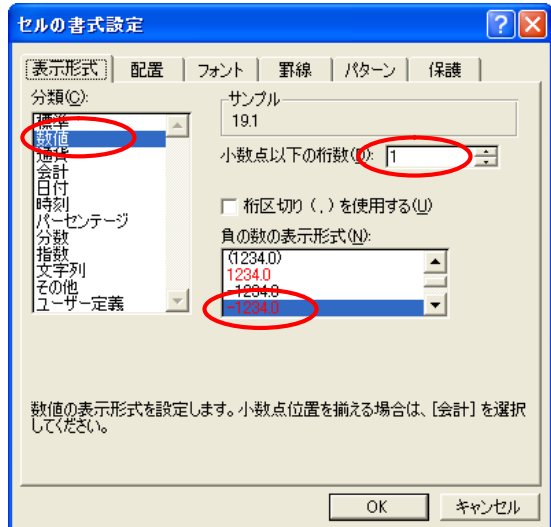 セルの書式設定
表示形式
配置
フォント
罫線
パターン
保護
分類(C):
標準
数値
通貨
会計
日付
時刻
パーセンテージ
分数
指数
文字列
その他
ユーザー定義
サンプル
19.1
小数点以下の桁数(D): 1
桁区切り(,)を使用する(U)
負の数の表示形式(N):
(1234.0)
1234.0
-1234.0
-1234.0
数値の表示形式を設定します。小数点位置を揃える場合は、[会計] を選択
してください。
OK
キャンセル